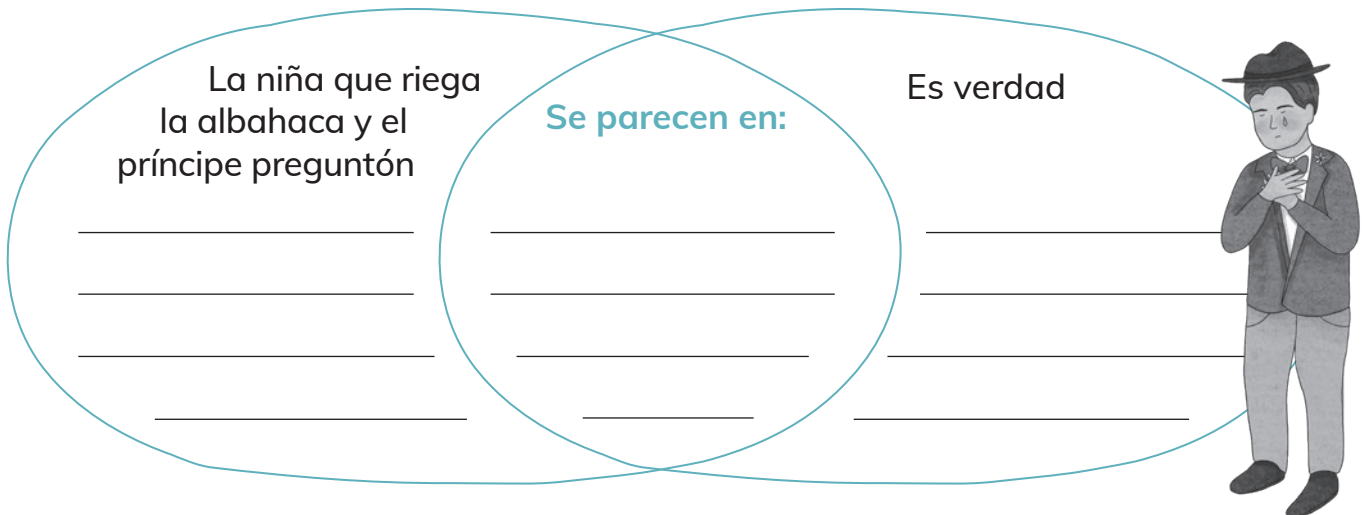 La niña que riega
la albahaca y el
príncipe preguntón
Se parecen en:
Es verdad